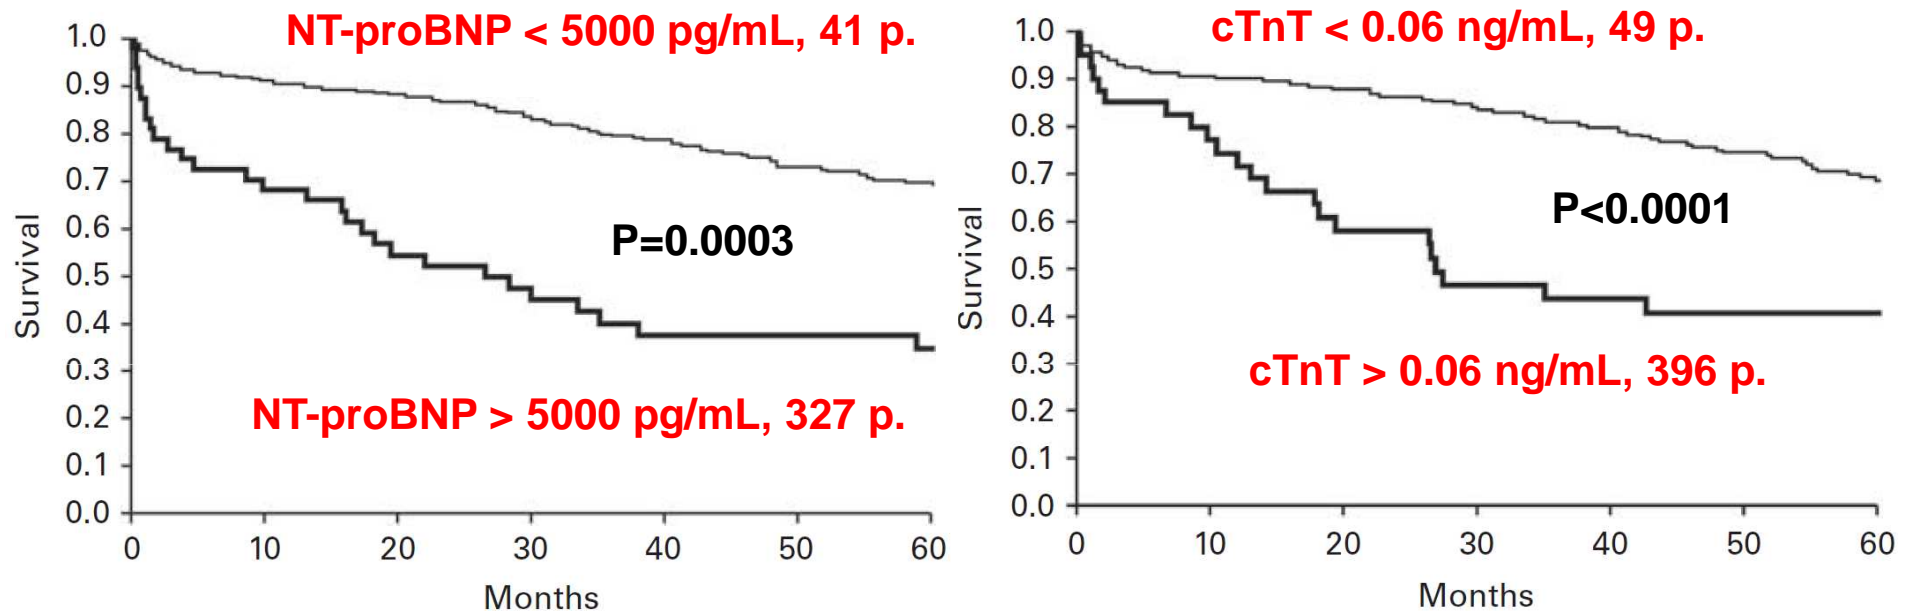 NT-proBNP < 5000 pg/mL, 41 p.
1.0
0.9
0.8
0.7
0.6
0.5
0.4
0.3
0.2
0.1
0.0
Survival
P=0.0003
NT-proBNP > 5000 pg/mL, 327 p.
0 10 20 30 40 50 60
Months
cTnT < 0.06 ng/mL, 49 p.
1.0
0.9
0.8
0.7
0.6
0.5
0.4
0.3
0.2
0.1
0.0
Survival
P<0.0001
cTnT > 0.06 ng/mL, 396 p.
0 10 20 30 40 50 60
Months